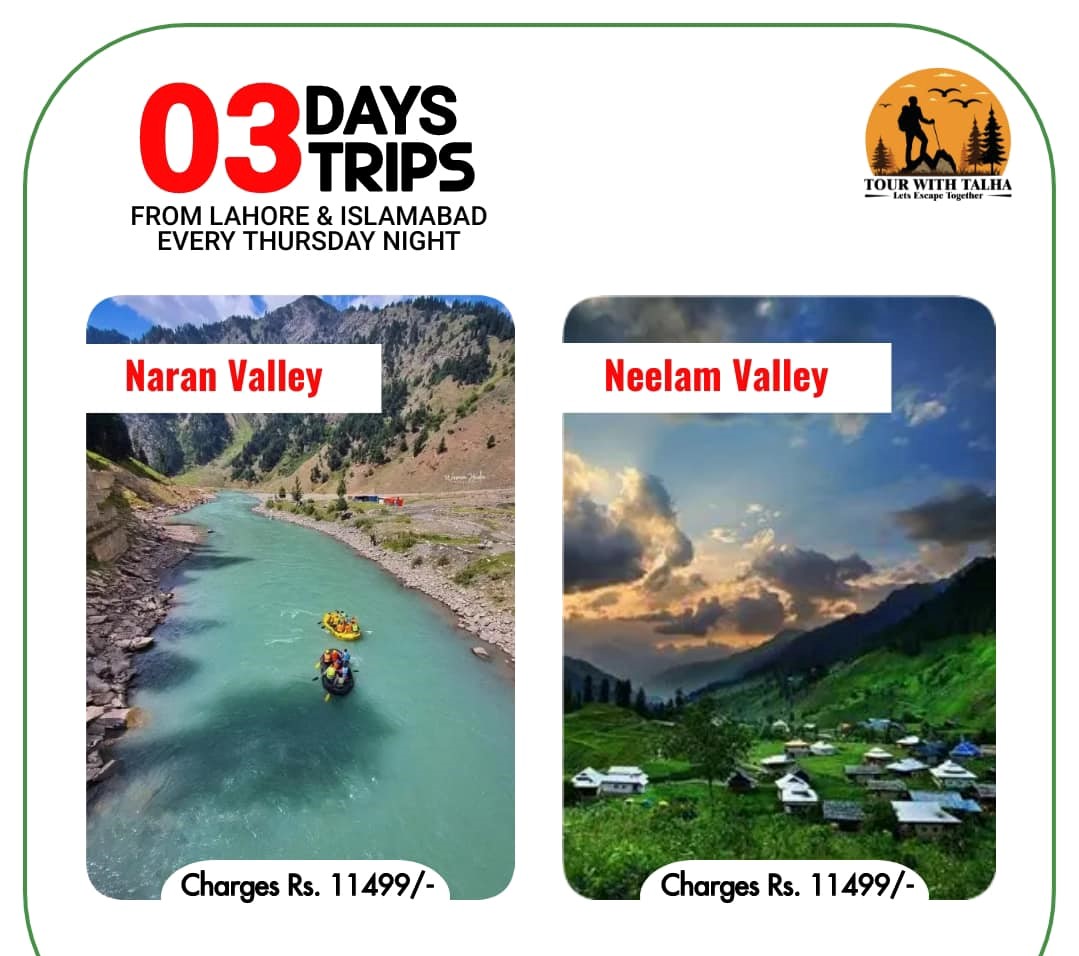 03 DAYS
TRIPS
FROM LAHORE & ISLAMABAD
EVERY THURSDAY NIGHT
TOUR WITH TALHA
Lets Escape Together
Naran Valley
Neelam Valley
Charges Rs. 11499/-
Charges Rs. 11499/-